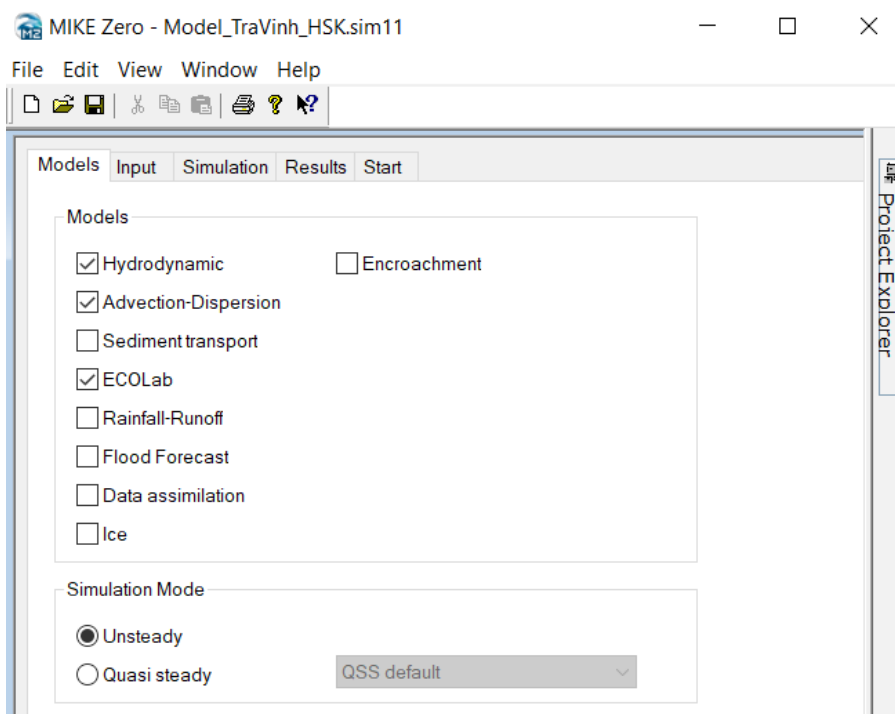 MIKE Zero - Model_TraVinh_HSK.sim11
File Edit View Window Help
Models Input Simulation Results Start
Project Explorer
Models
Hydrodynamic Encroachment
Advection-Dispersion
Sediment transport
ECOLab
Rainfall-Runoff
Flood Forecast
Data assimilation
Ice
Simulation Mode
Unsteady
Quasi steady QSS default